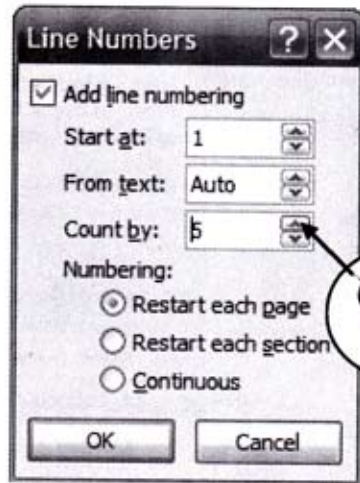 Line Numbers ? X
Add line numbering
Start at: 1
From text: Auto
Count by: 5
Numbering:
Restart each page
Restart each section
Continuous
OK Cancel